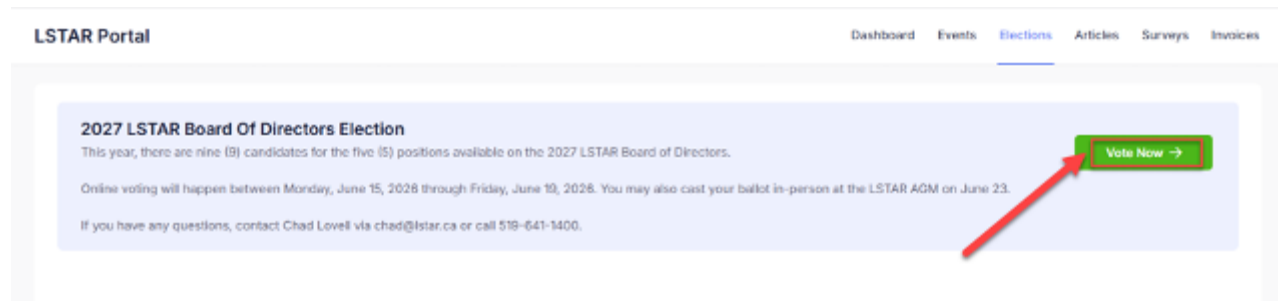 LSTAR Portal
Dashboard Events Elections Articles Surveys Invoices
2027 LSTAR Board Of Directors Election
This year, there are nine (9) candidates for the five (5) positions available on the 2027 LSTAR Board of Directors.
Vote Now →
Online voting will happen between Monday, June 15, 2026 through Friday, June 19, 2026. You may also cast your ballot in-person at the LSTAR AGM on June 23.
If you have any questions, contact Chad Lovell via chad@lstar.ca or call 519-641-1400.